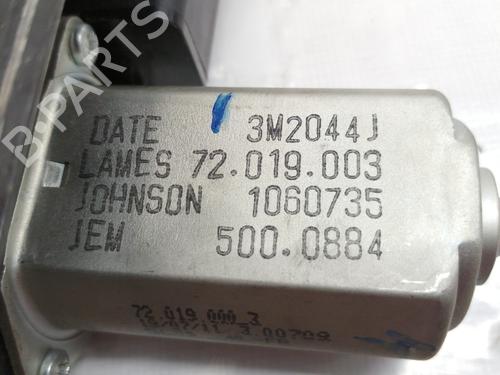 B-PARTS
DATE 3M2044J
LAMES 72.019.003
JOHNSON 1060735
JEM 500.0884
72.019.000 3